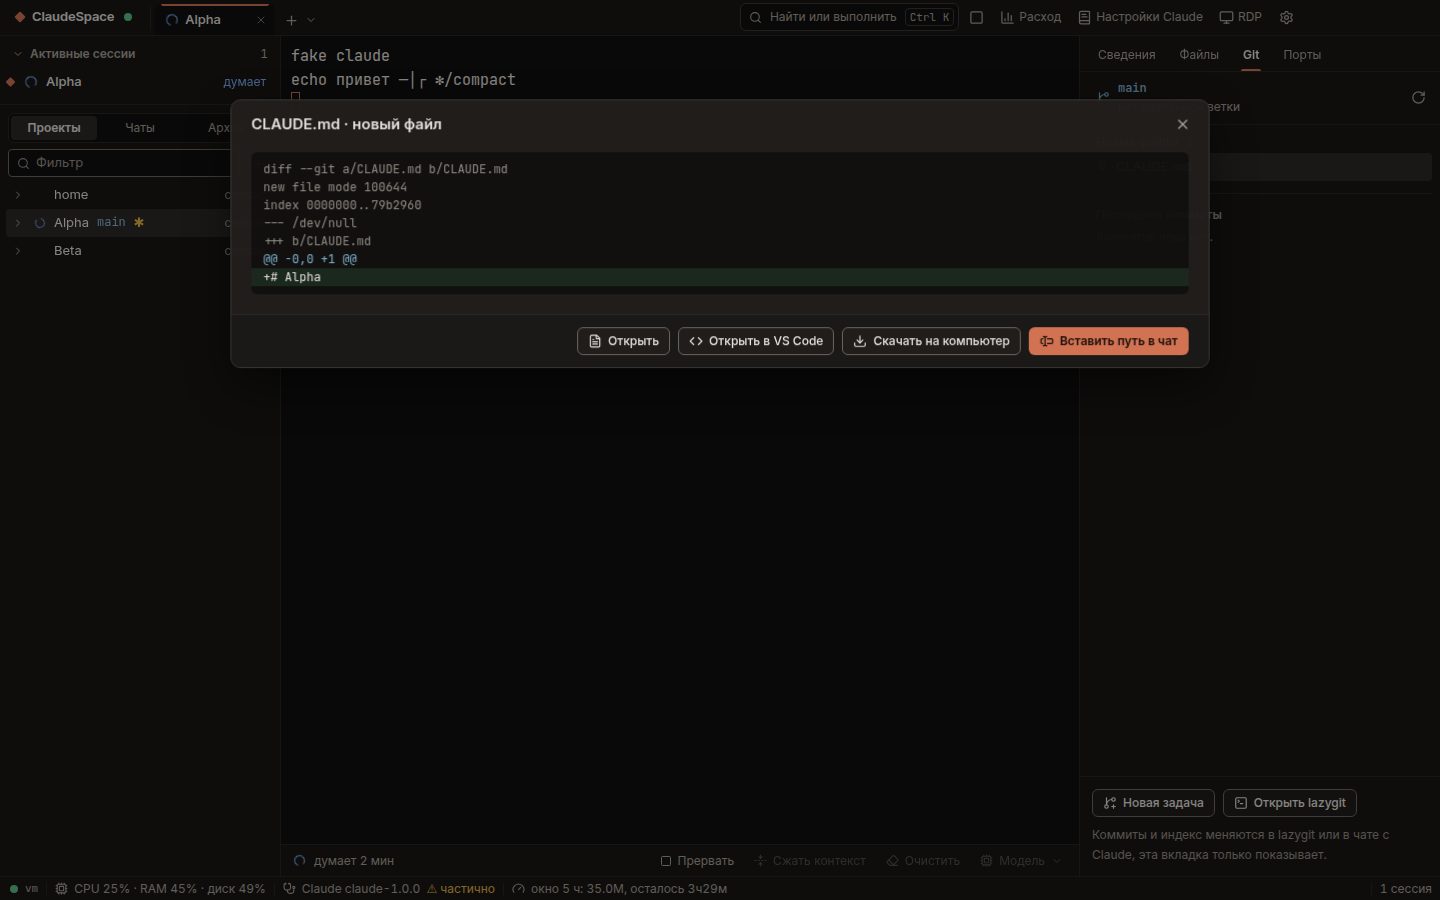 ClaudeSpace
Alpha
Найти или выполнить Ctrl K
Расход
Настройки Claude
RDP
Активные сессии 1
Alpha думает
Проекты Чаты
Фильтр
home
Alpha main
Beta
fake claude
echo привет —|┌ ✻/compact
Сведения Файлы Git Порты
main
CLAUDE.md · новый файл
diff --git a/CLAUDE.md b/CLAUDE.md
new file mode 100644
index 0000000..79b2960
--- /dev/null
+++ b/CLAUDE.md
@@ -0,0 +1 @@
+# Alpha
Открыть
Открыть в VS Code
Скачать на компьютер
Вставить путь в чат
Новая задача
Открыть lazygit
Коммиты и индекс меняются в lazygit или в чате с
Claude, эта вкладка только показывает.
думает 2 мин
Прервать
Сжать контекст
Очистить
Модель
vm
CPU 25% · RAM 45% · диск 49%
Claude claude-1.0.0 ⚠ частично
окно 5 ч: 35.0M, осталось 3ч29м
1 сессия